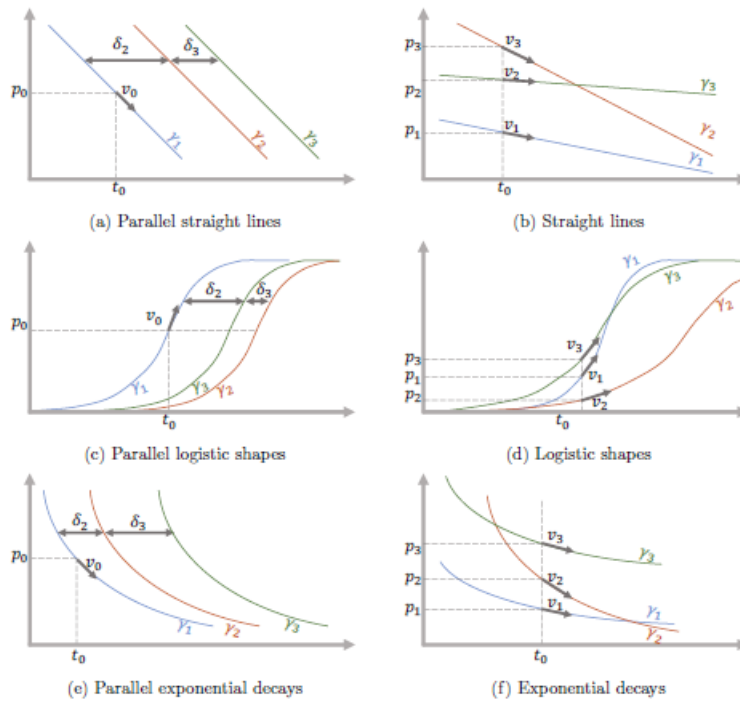 δ₂ δ₃
p₀ v₀
γ₁ γ₂ γ₃
t₀
(a) Parallel straight lines
p₃ v₃
v₂ γ₃
p₂
p₁ v₁ γ₂
γ₁
t₀
(b) Straight lines
δ₂ δ₃
v₀
p₀
γ₁ γ₃ γ₂
t₀
(c) Parallel logistic shapes
γ₁
γ₃
γ₂
v₃
p₃
p₁ v₁
p₂ v₂
t₀
(d) Logistic shapes
δ₂ δ₃
p₀ v₀
γ₁ γ₂ γ₃
t₀
(e) Parallel exponential decays
p₃ v₃
γ₃
p₂ v₂
p₁ v₁ γ₁
γ₂
t₀
(f) Exponential decays